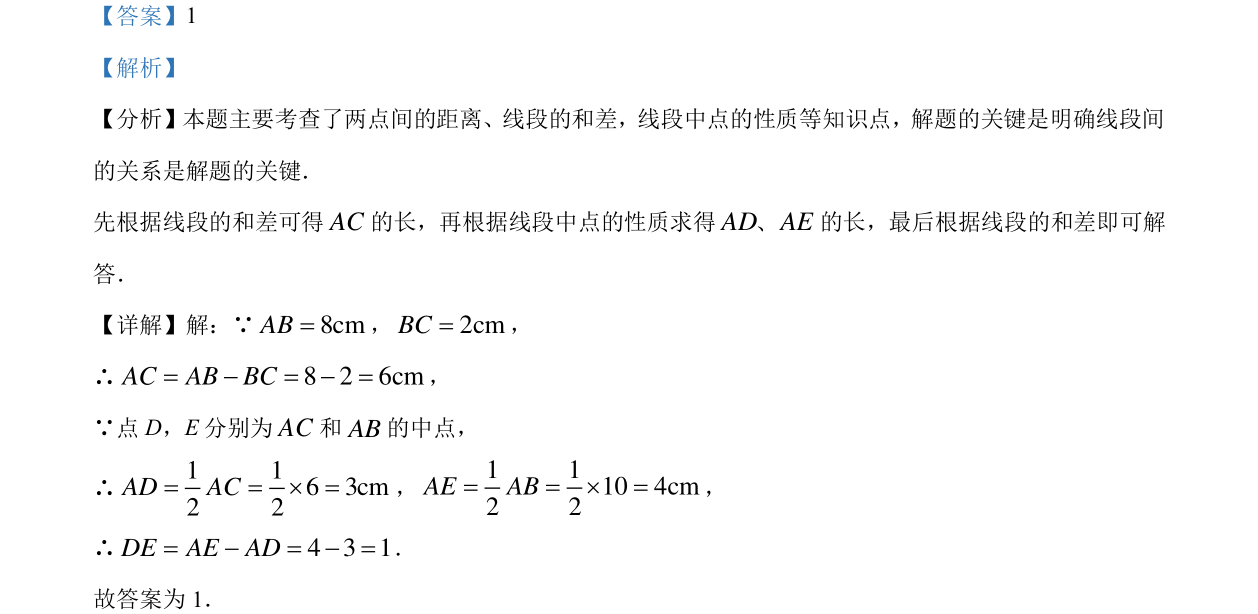 【答案】1
【解析】
【分析】本题主要考查了两点间的距离、线段的和差，线段中点的性质等知识点，解题的关键是明确线段间
的关系是解题的关键．
先根据线段的和差可得 AC 的长，再根据线段中点的性质求得 AD、AE 的长，最后根据线段的和差即可解
答．
【详解】解：∵ AB = 8cm， BC = 2cm，
∴ AC = AB − BC = 8 − 2 = 6cm，
∵点 D，E 分别为 AC 和 AB 的中点，
∴ AD = 1/2 AC = 1/2 × 6 = 3cm， AE = 1/2 AB = 1/2 × 10 = 4cm，
∴ DE = AE − AD = 4 − 3 = 1．
故答案为 1．